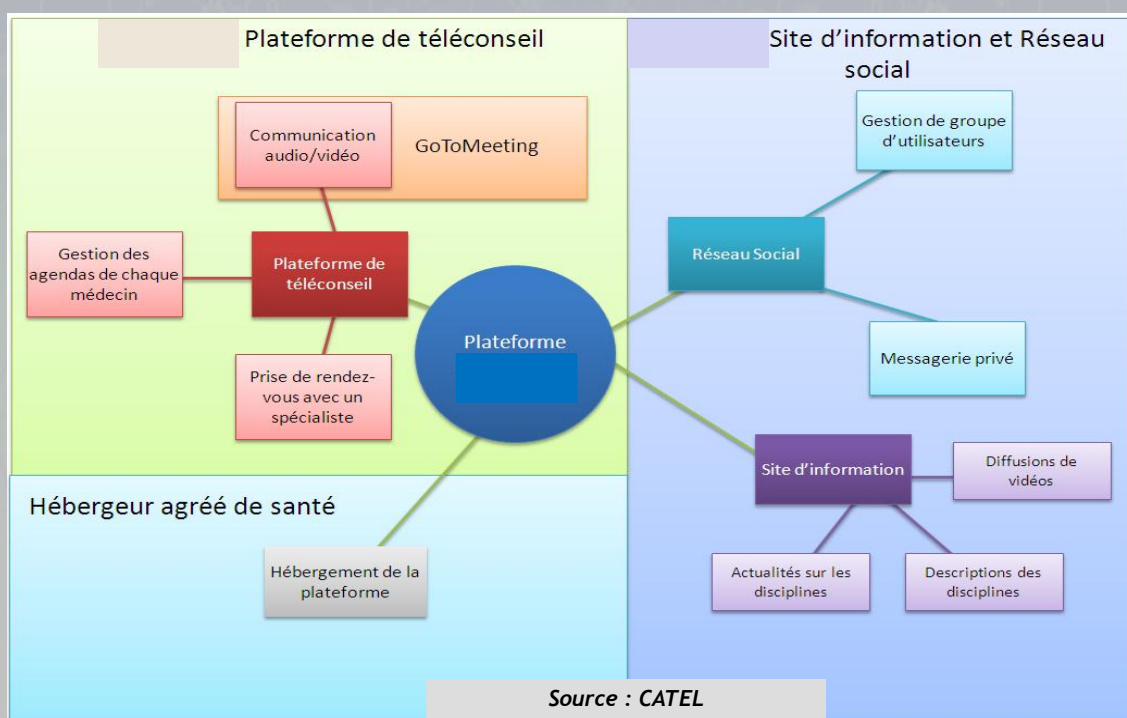 Plateforme de téléconseil
Communication
audio/vidéo
GoToMeeting
Gestion des
agendas de chaque
médecin
Plateforme de
téléconseil
Prise de rendez-
vous avec un
spécialiste
Plateforme
Site d’information et Réseau
social
Gestion de groupe
d’utilisateurs
Réseau Social
Messagerie privé
Site d’information
Diffusions de
vidéos
Actualités sur les
disciplines
Descriptions des
disciplines
Hébergeur agréé de santé
Hébergement de la
plateforme
Source : CATEL